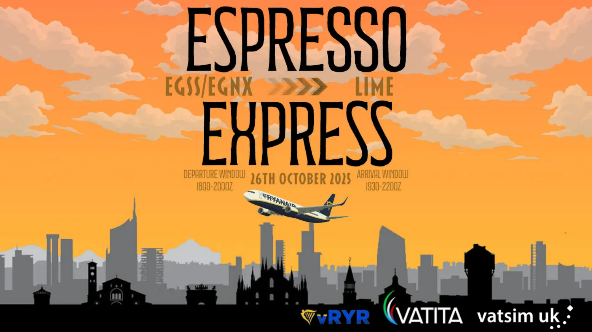 ESPRESSO
EGSS/EGNX >>>> LIME
EXPRESS
DEPARTURE WINDOW
1800-2000Z
26TH OCTOBER 2025
ARRIVAL WINDOW
1930-2200Z
RYANAIR
vRYR
VATITA
vatsim uk